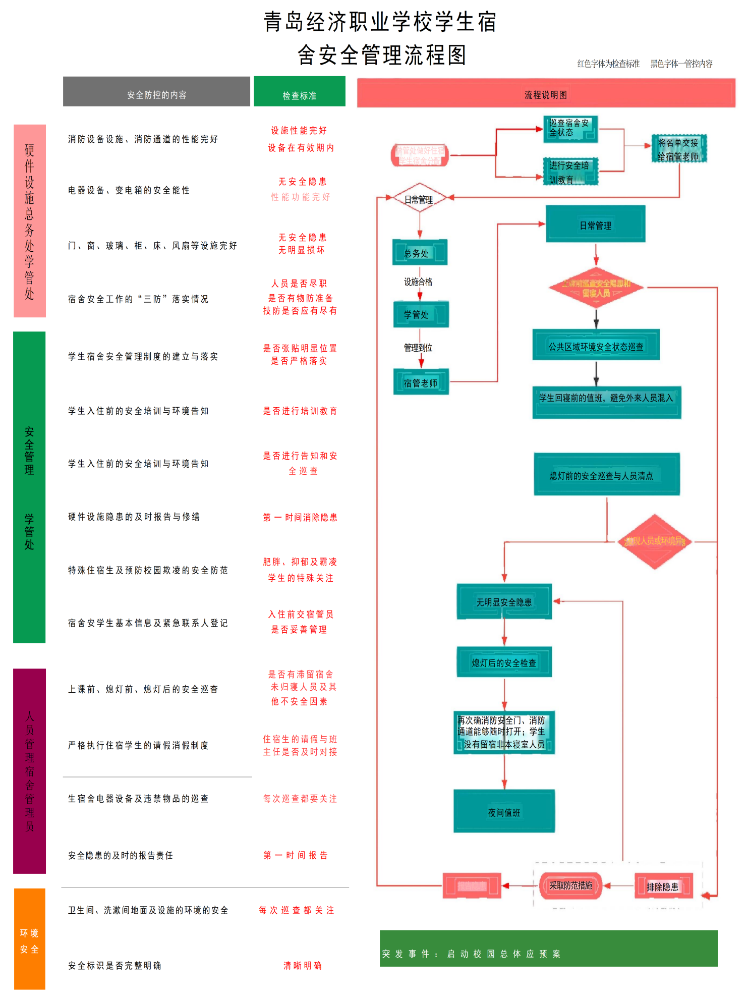 青岛经济职业学校学生宿
舍安全管理流程图
红色字体为检查标准 黑色字体一管控内容
安全防控的内容
检查标准
流程说明图
硬件设施总务处学管处
消防设备设施、消防通道的性能完好
设施性能完好
设备在有效期内
电器设备、变电箱的安全能性
无安全隐患
性能功能完好
门、窗、玻璃、柜、床、风扇等设施完好
无安全隐患
无明显损坏
宿舍安全工作的“三防”落实情况
人员是否尽职
是否有物防准备
技防是否应有尽有
安全管理
学管处
学生宿舍安全管理制度的建立与落实
是否张贴明显位置
是否严格落实
学生入住前的安全培训与环境告知
是否进行培训教育
学生入住前的安全培训与环境告知
是否进行告知和安
全巡查
硬件设施隐患的及时报告与修缮
第一时间消除隐患
特殊住宿生及预防校园欺凌的安全防范
肥胖、抑郁及霸凌
学生的特殊关注
宿舍安学生基本信息及紧急联系人登记
入住前交宿管员
是否妥善管理
人员管理宿舍管理员
上课前、熄灯前、熄灯后的安全巡杳
是否有滞留宿舍
未归寝人员及其
他不安全因素
严格执行住宿学生的请假消假制度
住宿生的请假与班
主任是否及时对接
生宿舍电器设备及违禁物品的巡查
每次巡查都要关注
安全隐患的及时的报告责任
第一时间报告
环境
安全
卫生间、洗漱间地面及设施的环境的安全
每次巡查都关注
安全标识是否完整明确
清晰明确
管处做好住宿
学生宿舍分配
巡查宿舍安
全状态
进行安全培
训教育
将名单交接
给宿管老师
日常管理
总务处
设施合格
学管处
管理到位
宿管老师
日常管理
课前巡查安全隐患和
留寝人员
公共区域环境安全状态巡查
学生回寝前的值班，避免外来人员混入
熄灯前的安全巡查与人员清点
发现人员或环境异
无明显安全隐患
熄灯后的安全检查
再次确消防安全门、消防
通道能够随时打开；学生
没有留宿非本寝室人员
夜间值班
采取防范措施
排除隐患
突发事件：启动校园总体应预案